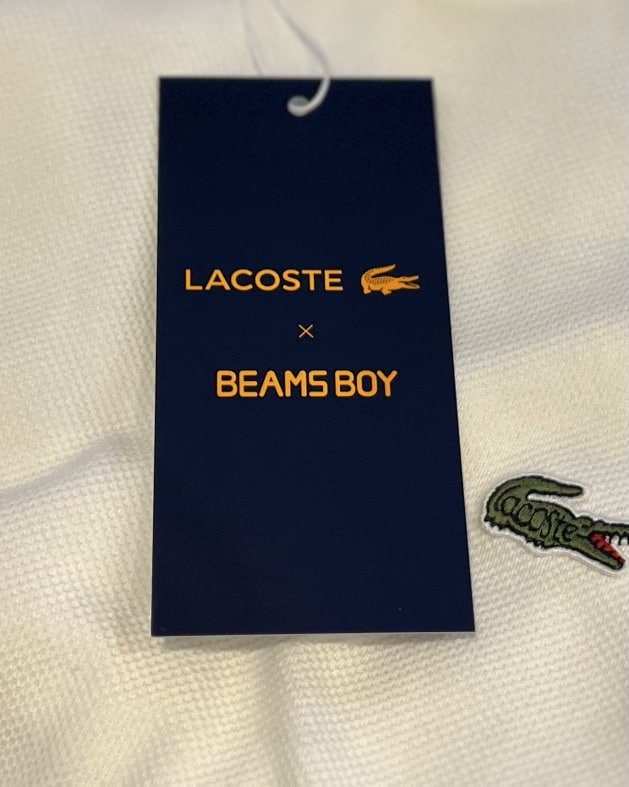 LACOSTE
×
BEAMS BOY
Lacoste